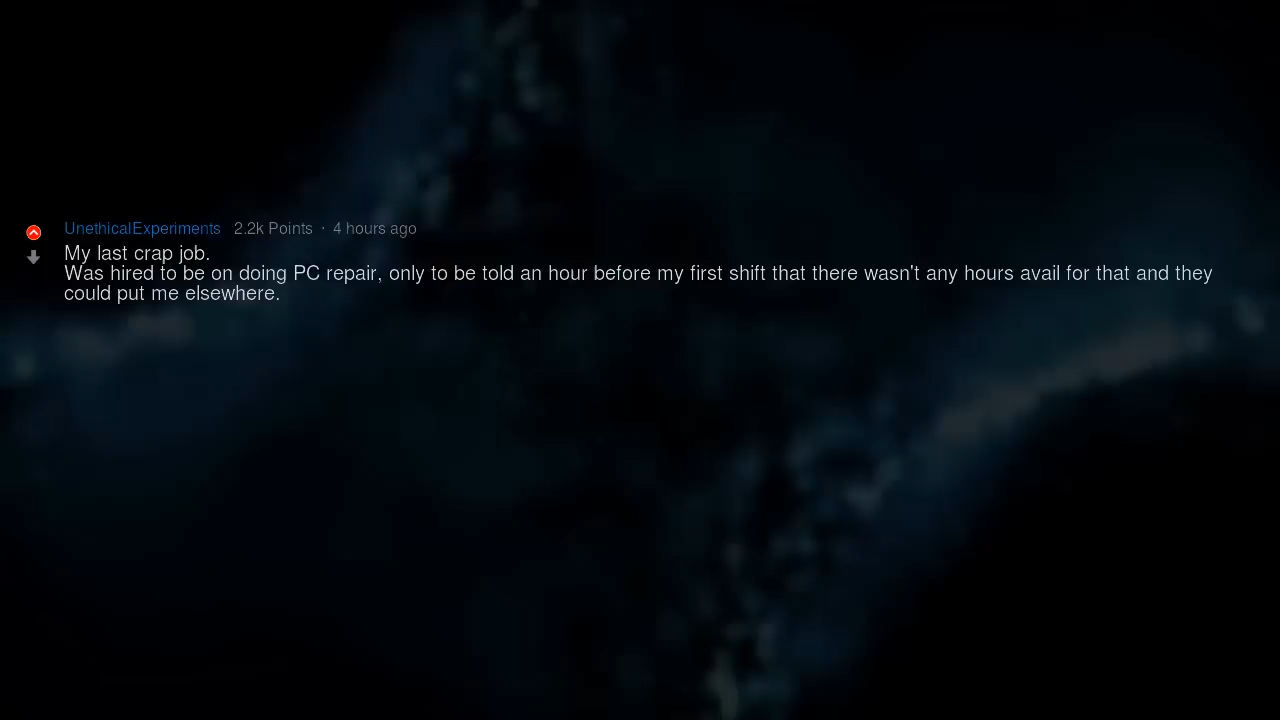 UnethicalExperiments 2.2k Points · 4 hours ago
My last crap job.
Was hired to be on doing PC repair, only to be told an hour before my first shift that there wasn't any hours avail for that and they
could put me elsewhere.